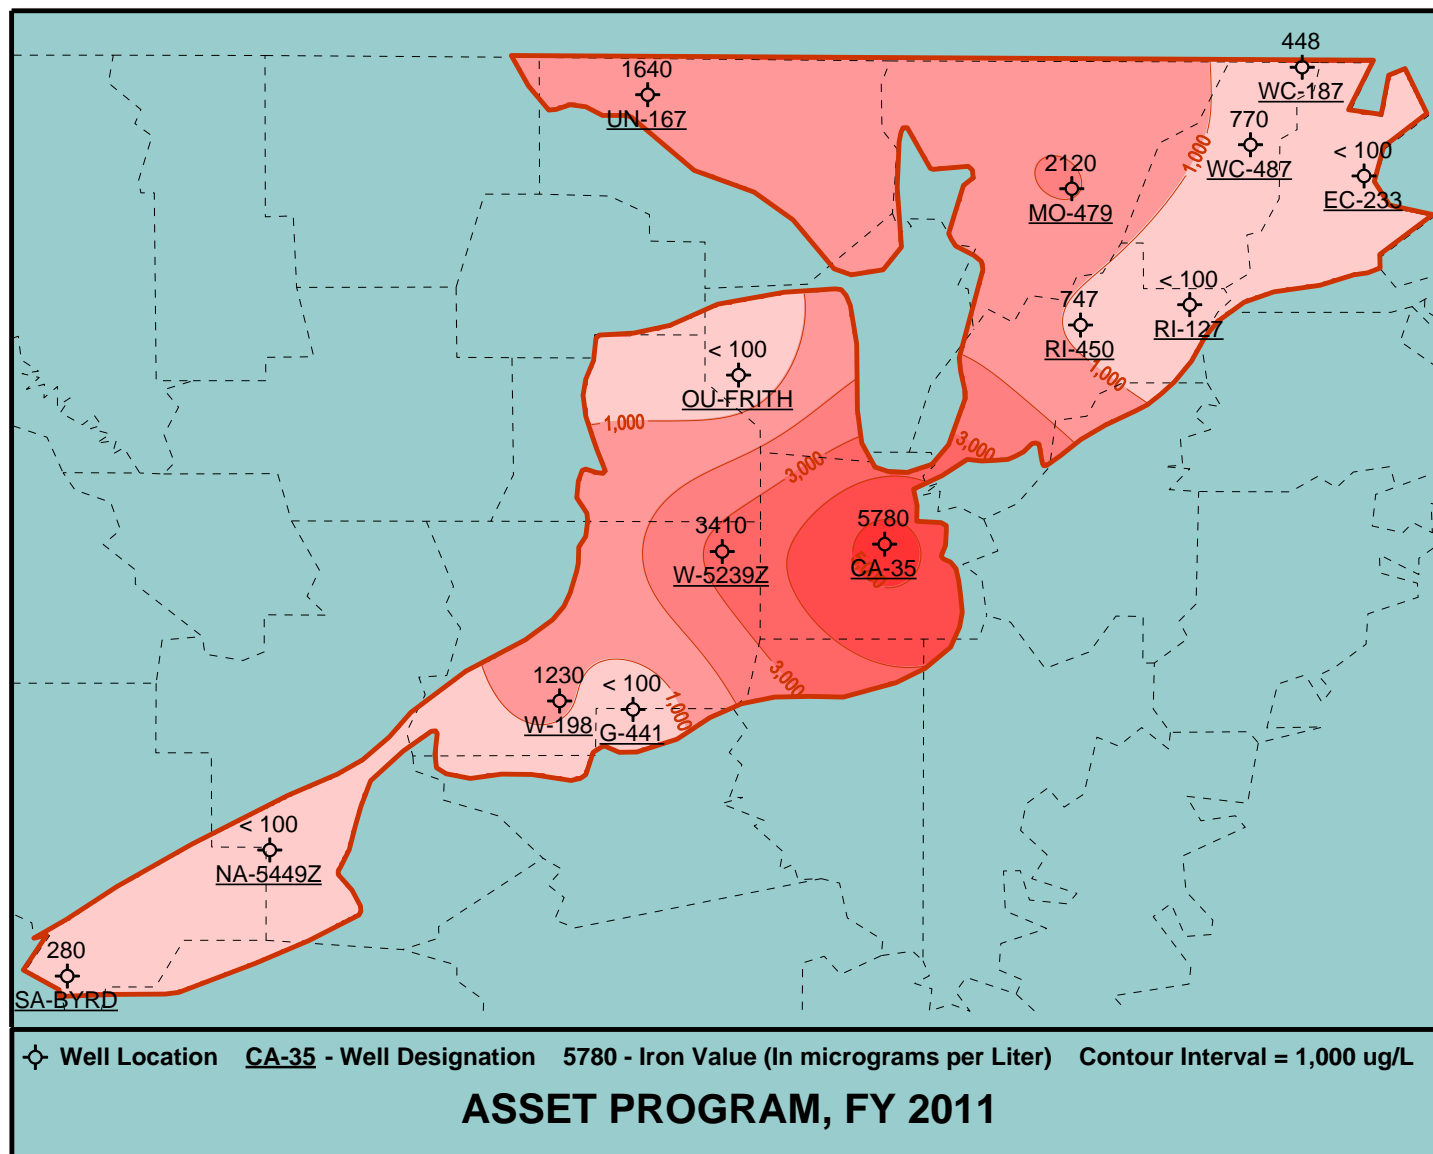 448
WC-187
1640
UN-167
770
WC-487
1,000
< 100
EC-233
2120
MO-479
< 100
RI-127
747
RI-450
1,000
< 100
OU-FRITH
1,000
3,000
3,000
5780
CA-35
3410
W-5239Z
3,000
1230
W-198
< 100
G-441
1,000
< 100
NA-5449Z
280
SA-BYRD
Well Location CA-35 - Well Designation 5780 - Iron Value (In micrograms per Liter) Contour Interval = 1,000 ug/L
ASSET PROGRAM, FY 2011